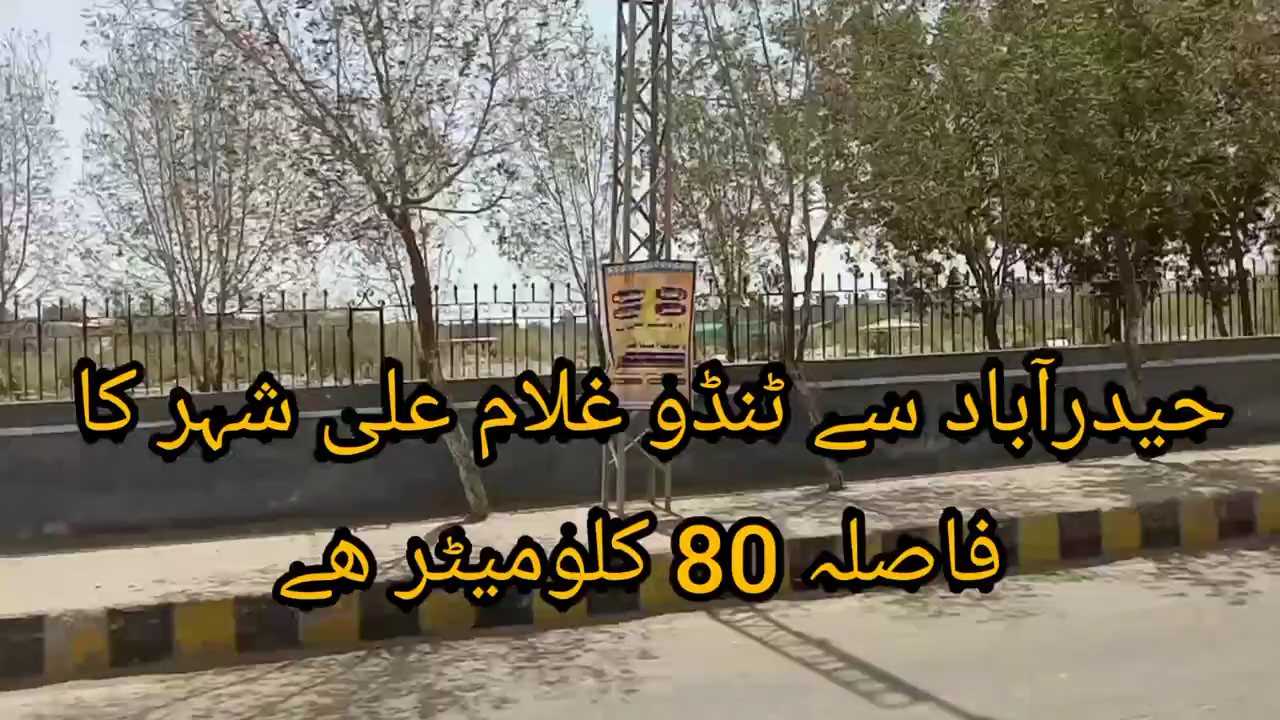 حیدرآباد سے ٹنڈو غلام علی شہر کا
فاصلہ 80 کلومیٹر ھے